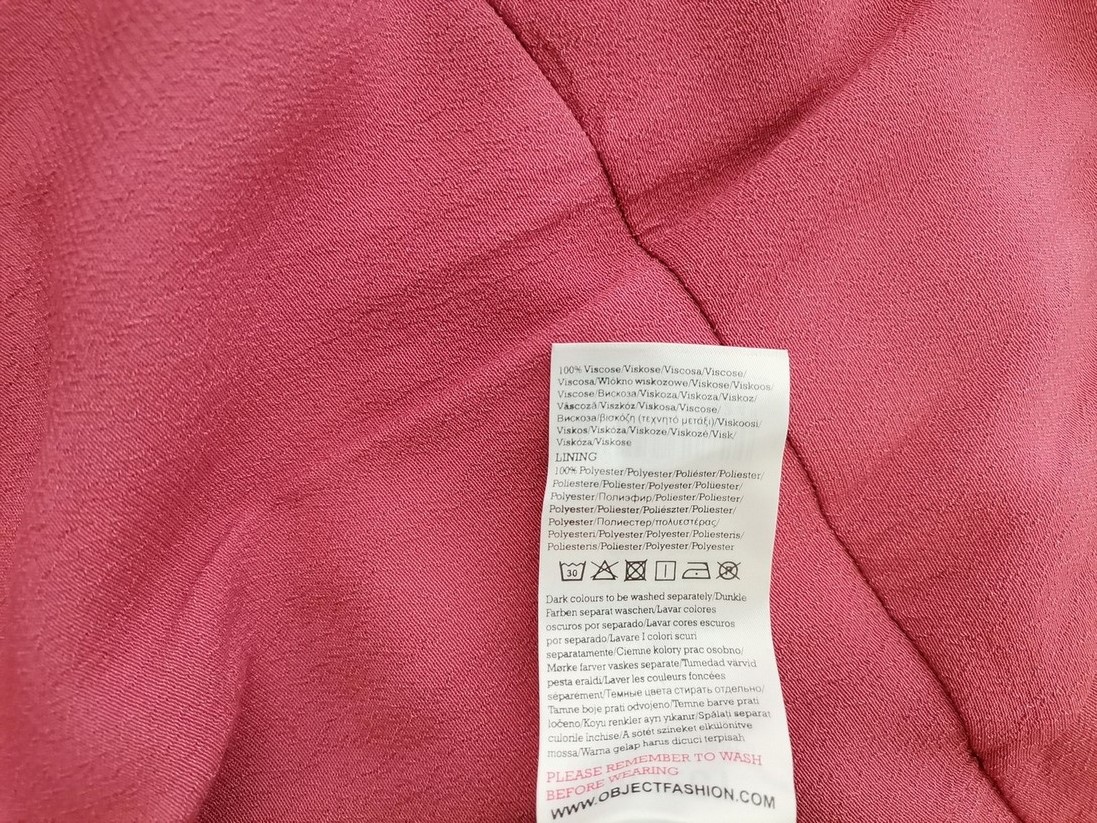 100% Viscose/Viskose/Viscosa/Viscose/
Viscosa/Włókno wiskozowe/Viskose/Viskoos/
Viscose/Вискоза/Viskoza/Viskoza/Viskoz/
Vâscoză/Viszkóz/Viskosa/Viscose/
Вискоза/βισκόζη (τεχνητό μετάξι)/Viskoosi/
Viskos/Viskóza/Viskoze/Viskozė/Visk/
Viskóza/Viskose
LINING
100% Polyester/Polyester/Poliéster/Poliester/
Poliestere/Poliester/Polyester/Polüester/
Polyester/Полиэфир/Poliester/Poliester/
Polyester/Poliester/Poliészter/Poliester/
Polyester/Полиестер/πολυεστέρας/
Polyesteri/Polyester/Polyester/Poliesteris/
Poliesteris/Poliester/Polyester/Polyester
30
Dark colours to be washed separately/Dunkle
Farben separat waschen/Lavar colores
oscuros por separado/Lavar cores escuros
por separado/Lavare I colori scuri
separatamente/Ciemne kolory prac osobno/
Mørke farver vaskes separate/Tumedad värvid
pesta eraldi/Laver les couleurs foncées
séparément/Темные цвета стирать отдельно/
Tamne boje prati odvojeno/Temne barve prati
ločeno/Koyu renkler ayrı yıkanır/Spălați separat
culorile închise/A sötét színeket elkülönítve
mossa/Warna gelap harus dicuci terpisah
PLEASE REMEMBER TO WASH
BEFORE WEARING
WWW.OBJECTFASHION.COM